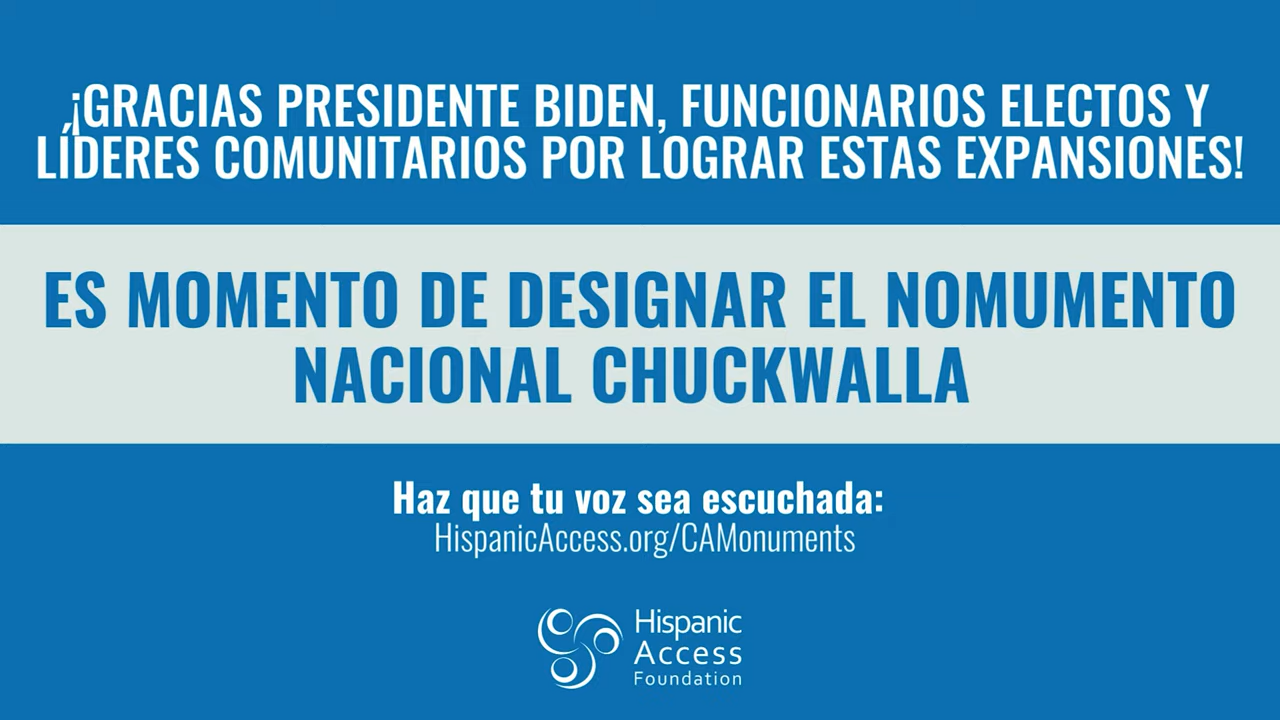 ¡GRACIAS PRESIDENTE BIDEN, FUNCIONARIOS ELECTOS Y
LÍDERES COMUNITARIOS POR LOGRAR ESTAS EXPANSIONES!
ES MOMENTO DE DESIGNAR EL NOMUMENTO
NACIONAL CHUCKWALLA
Haz que tu voz sea escuchada:
HispanicAccess.org/CAMonuments
Hispanic
Access
Foundation